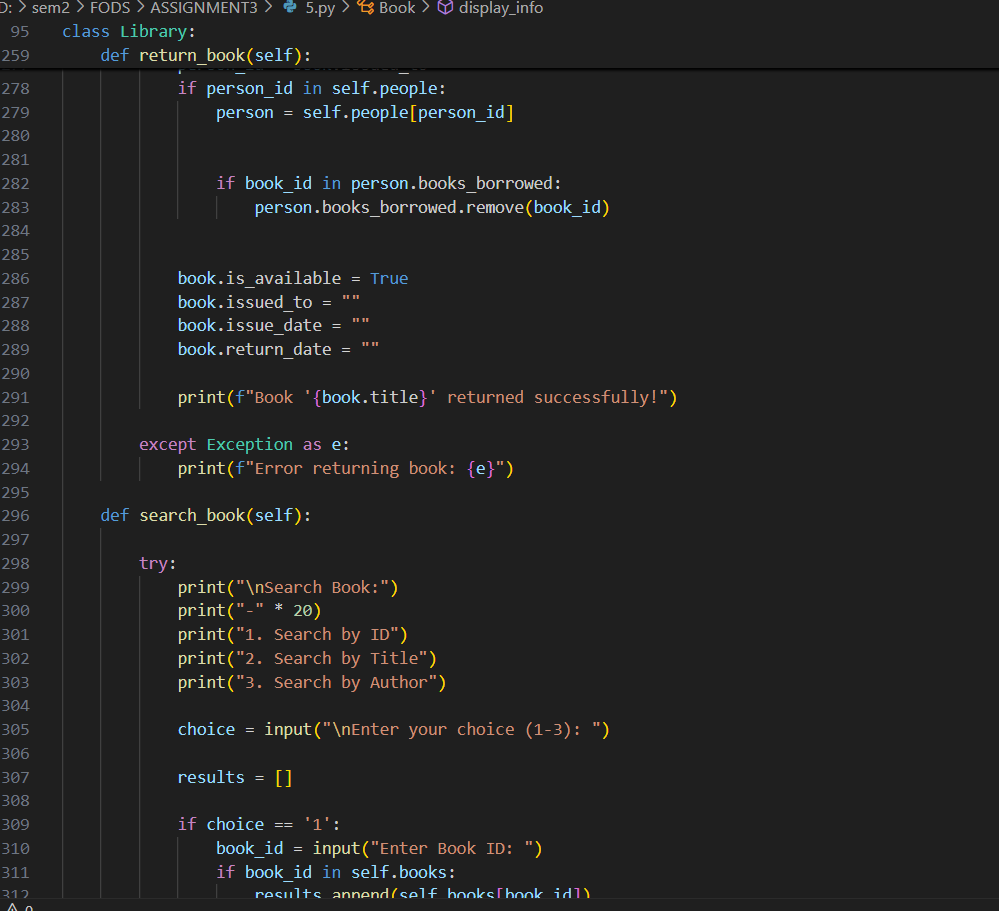 D: > sem2 > FODS > ASSIGNMENT3 > 5.py > Book > display_info
95 class Library:
259 def return_book(self):
278 if person_id in self.people:
279 person = self.people[person_id]
280
281
282 if book_id in person.books_borrowed:
283 person.books_borrowed.remove(book_id)
284
285
286 book.is_available = True
287 book.issued_to = ""
288 book.issue_date = ""
289 book.return_date = ""
290
291 print(f"Book '{book.title}' returned successfully!")
292
293 except Exception as e:
294 print(f"Error returning book: {e}")
295
296 def search_book(self):
297
298 try:
299 print("\nSearch Book:")
300 print("-" * 20)
301 print("1. Search by ID")
302 print("2. Search by Title")
303 print("3. Search by Author")
304
305 choice = input("\nEnter your choice (1-3): ")
306
307 results = []
308
309 if choice == '1':
310 book_id = input("Enter Book ID: ")
311 if book_id in self.books:
312 results.append(self.books[book_id])
0